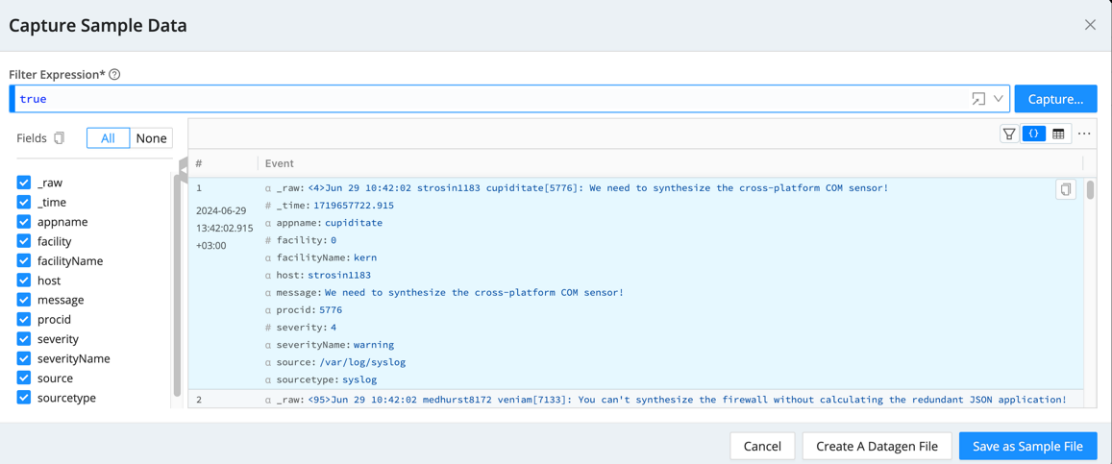 Capture Sample Data
Filter Expression*
true
Capture...
Fields All None
# Event
_raw
_time
appname
facility
facilityName
host
message
procid
severity
severityName
source
sourcetype
1
2024-06-29
13:42:02.915
+03:00
α _raw: <4>Jun 29 10:42:02 strosin1183 cupiditate[5776]: We need to synthesize the cross-platform COM sensor!
# _time: 1719657722.915
α appname: cupiditate
# facility: 0
α facilityName: kern
α host: strosin1183
α message: We need to synthesize the cross-platform COM sensor!
α procid: 5776
# severity: 4
α severityName: warning
α source: /var/log/syslog
α sourcetype: syslog
2
α _raw: <95>Jun 29 10:42:02 medhurst8172 veniam[7133]: You can't synthesize the firewall without calculating the redundant JSON application!
Cancel Create A Datagen File Save as Sample File